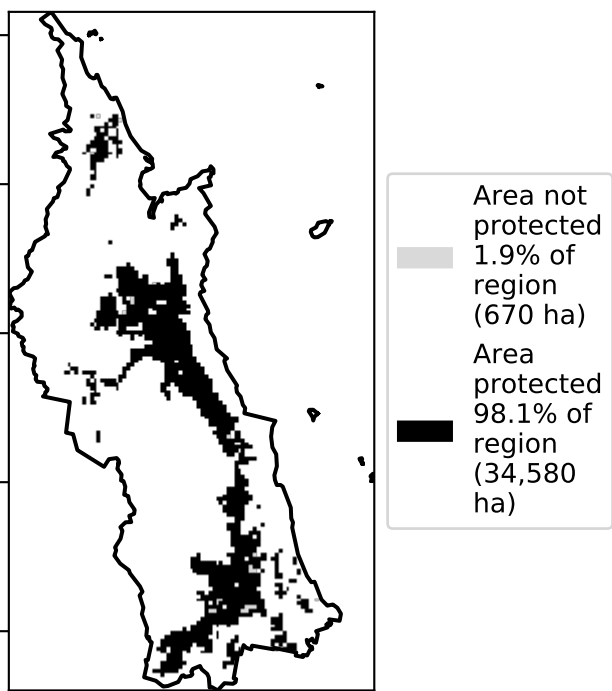 Area not
protected
1.9% of
region
(670 ha)
Area
protected
98.1% of
region
(34,580
ha)